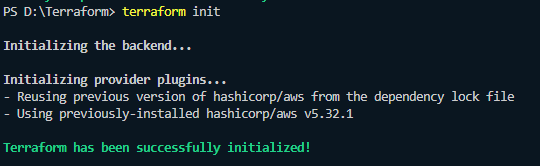 PS D:\Terraform> terraform init
Initializing the backend...
Initializing provider plugins...
- Reusing previous version of hashicorp/aws from the dependency lock file
- Using previously-installed hashicorp/aws v5.32.1
Terraform has been successfully initialized!